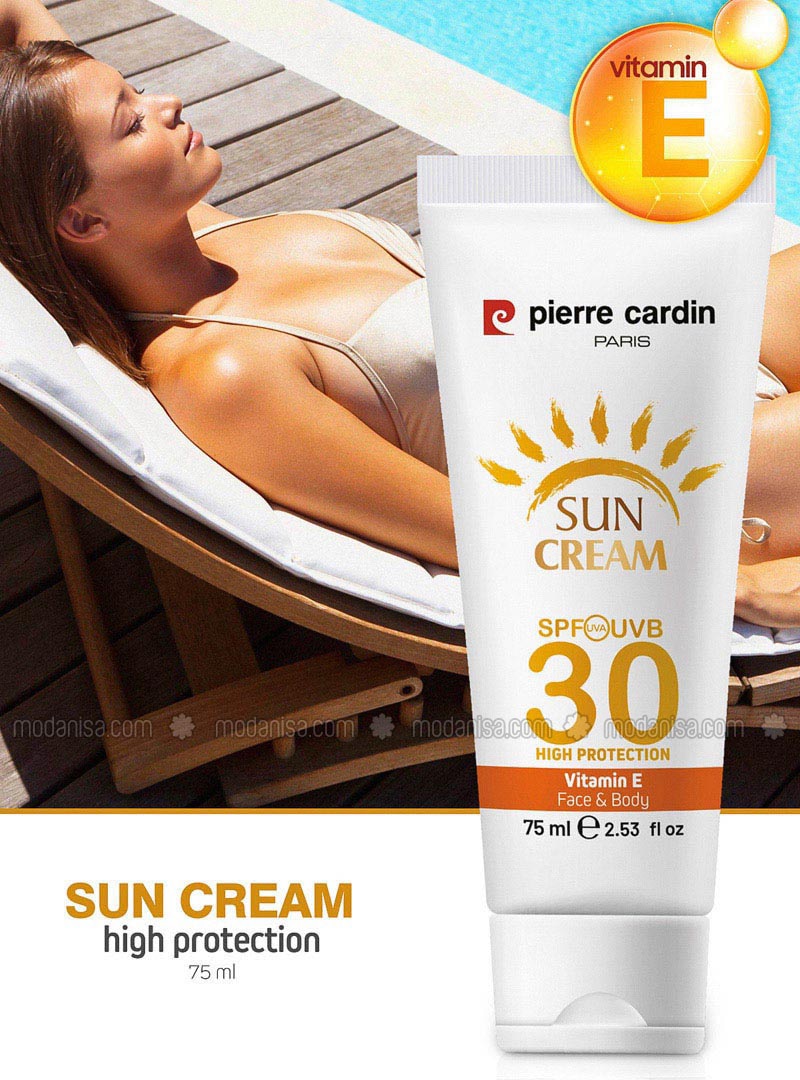 vitamin
E
pierre cardin
PARIS
SUN
CREAM
SPF UVA UVB
30
HIGH PROTECTION
Vitamin E
Face & Body
75 ml e 2.53 fl oz
modanisa.com modanisa.com modanisa.com modanisa.com
SUN CREAM
high protection
75 ml